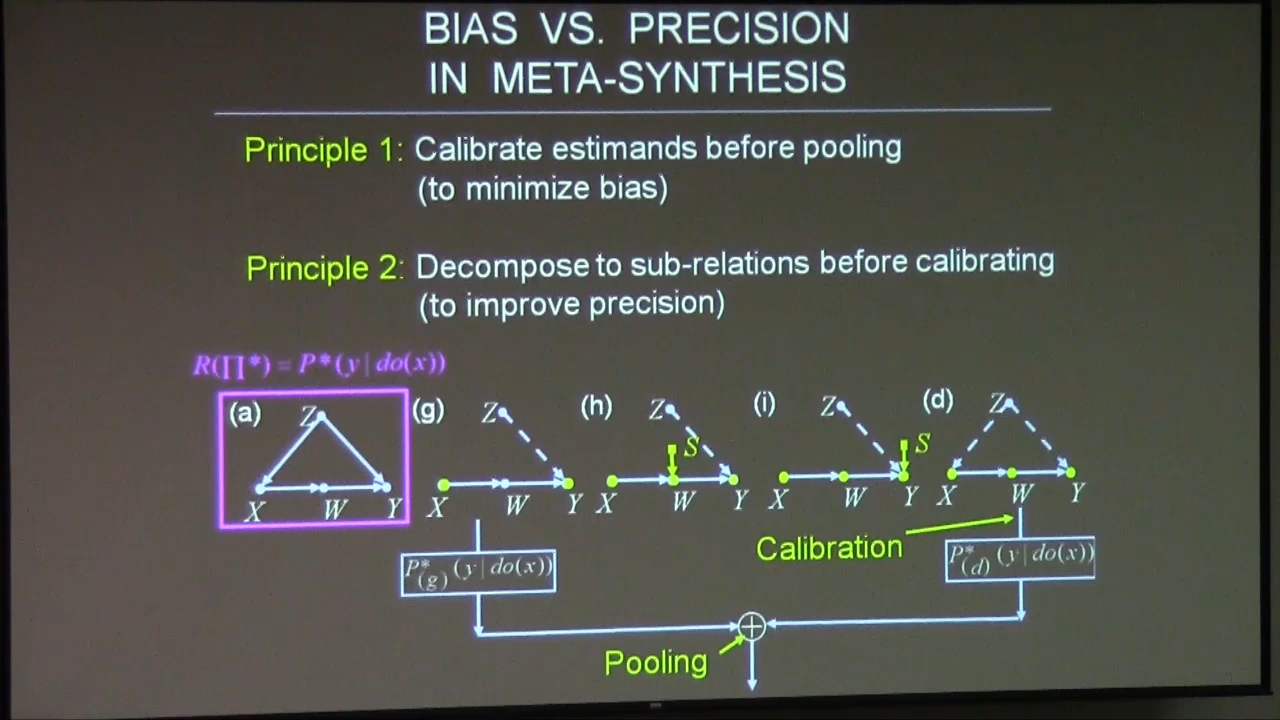 BIAS VS. PRECISION
IN META-SYNTHESIS
Principle 1: Calibrate estimands before pooling
(to minimize bias)
Principle 2: Decompose to sub-relations before calibrating
(to improve precision)
R(∏*) = P*(y | do(x))
(a) Z (g) Z (h) Z (i) Z (d) Z
S S
X W Y X W Y X W Y X W Y X W Y
Calibration
P*(g) (y | do(x)) P*(d) (y | do(x))
Pooling